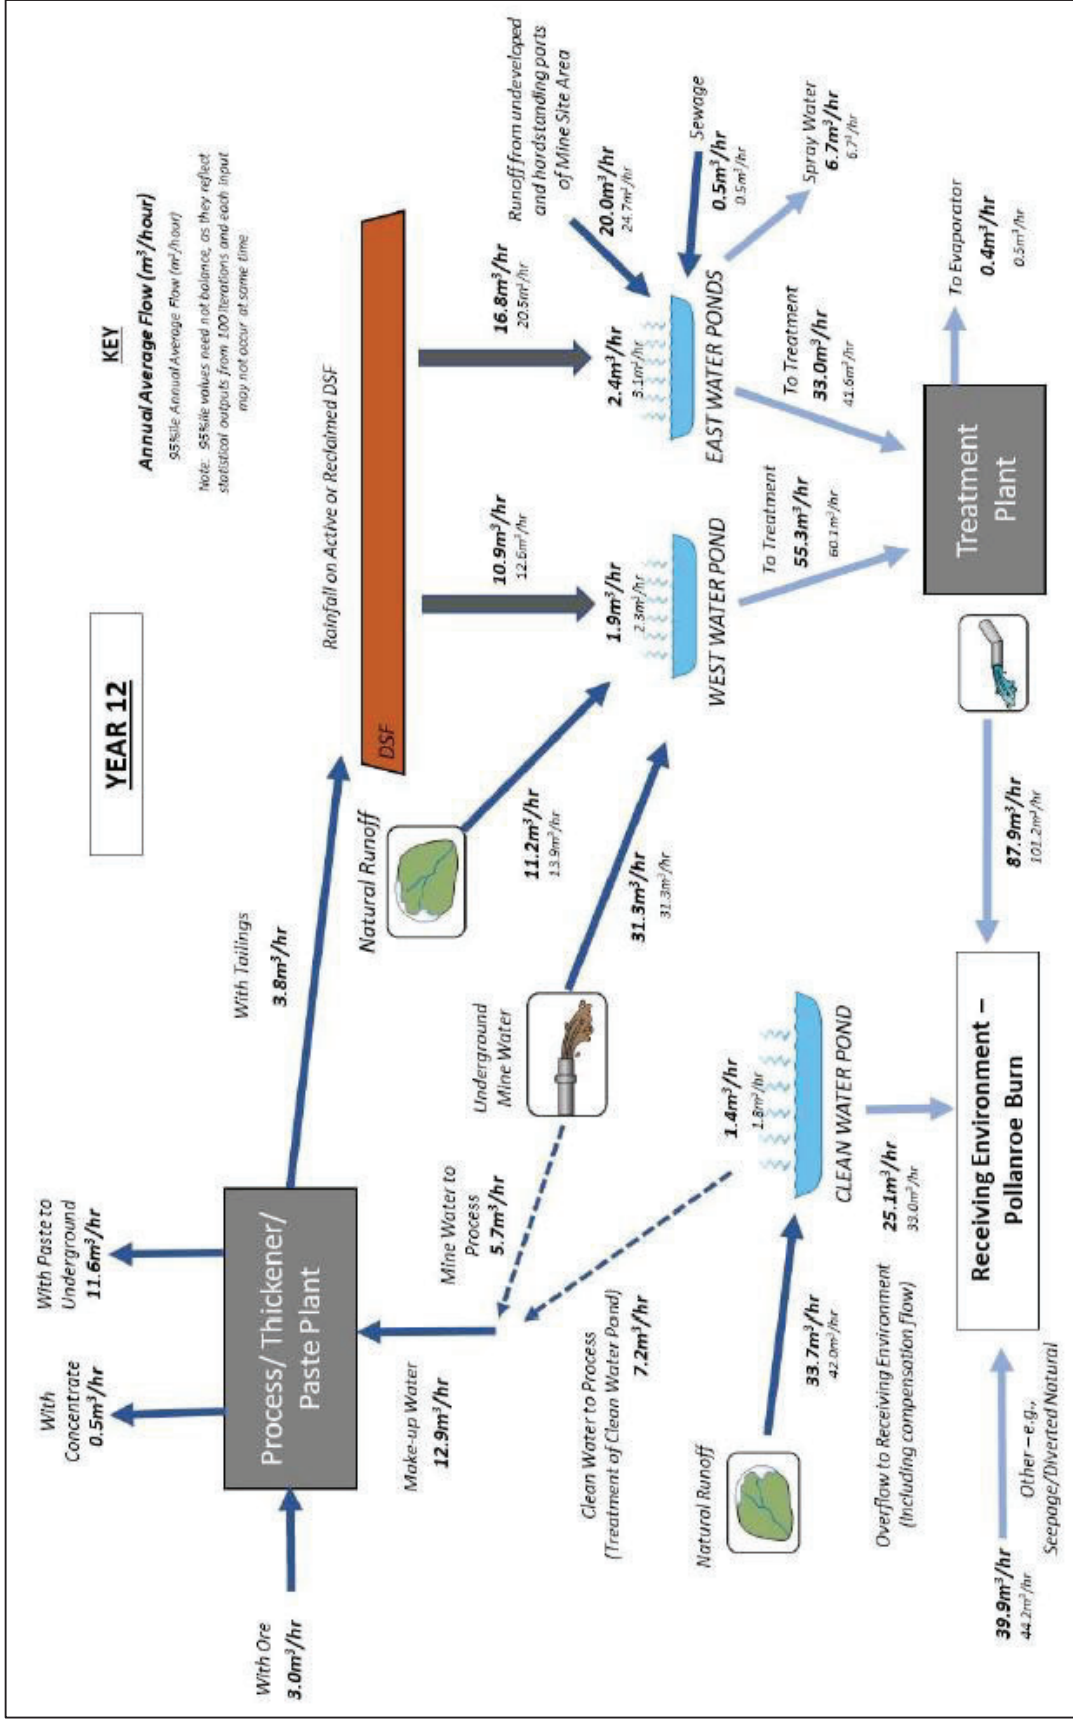 YEAR 12
KEY
Annual Average Flow (m³/hour)
95%ile Annual Average Flow (m³/hour)
Note: 95%ile values need not balance, as they reflect
statistical outputs from 100 iterations and each input
may not occur at same time
With
Concentrate
0.5m³/hr
With Paste to
Underground
11.6m³/hr
With Ore
3.0m³/hr
Process/ Thickener/
Paste Plant
With Tailings
3.8m³/hr
Rainfall on Active or Reclaimed DSF
DSF
Make-up Water
12.9m³/hr
Mine Water to
Process
5.7m³/hr
Underground
Mine Water
Natural Runoff
11.2m³/hr
13.9m³/hr
10.9m³/hr
12.6m³/hr
16.8m³/hr
20.5m³/hr
Runoff from undeveloped
and hardstanding parts
of Mine Site Area
20.0m³/hr
24.7m³/hr
Clean Water to Process
(Treatment of Clean Water Pond)
7.2m³/hr
31.3m³/hr
31.3m³/hr
1.9m³/hr
2.3m³/hr
WEST WATER POND
2.4m³/hr
3.1m³/hr
EAST WATER PONDS
Sewage
0.5m³/hr
0.5m³/hr
Spray Water
6.7m³/hr
6.7³/hr
Natural Runoff
33.7m³/hr
42.0m³/hr
1.4m³/hr
1.8m³/hr
CLEAN WATER POND
To Treatment
55.3m³/hr
60.1m³/hr
To Treatment
33.0m³/hr
41.6m³/hr
Overflow to Receiving Environment
(Including compensation flow)
25.1m³/hr
33.0m³/hr
Treatment
Plant
To Evaporator
0.4m³/hr
0.5m³/hr
39.9m³/hr
44.2m³/hr
Other – e.g.,
Seepage/Diverted Natural
Receiving Environment –
Pollanroe Burn
87.9m³/hr
101.2m³/hr